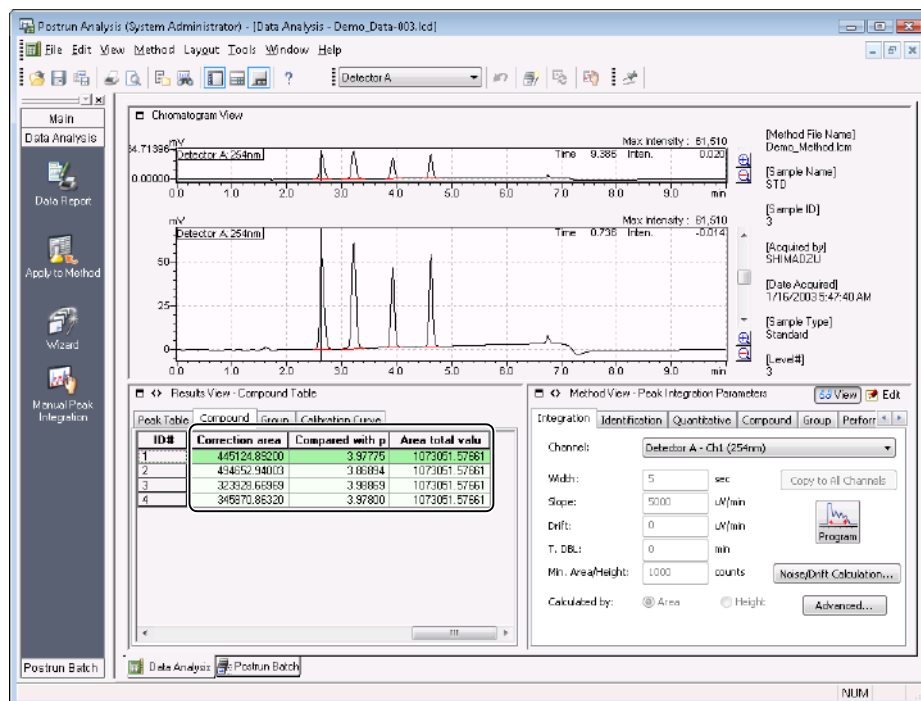 Postrun Analysis (System Administrator) - [Data Analysis - Demo_Data-003.lcd]
File Edit View Method Layout Tools Window Help
Detector A
Main
Data Analysis
Data Report
Apply to Method
Wizard
Manual Peak
Integration
Postrun Batch
Chromatogram View
mV
Max Intensity : 61,510
4.71396
Detector A:254nm
Time 9.386 Inten. 0.020
0.00000
0.0 1.0 2.0 3.0 4.0 5.0 6.0 7.0 8.0 9.0 min
mV
Max Intensity : 61,510
Detector A:254nm
Time 0.736 Inten. -0.014
50
25
0
0.0 1.0 2.0 3.0 4.0 5.0 6.0 7.0 8.0 9.0 min
[Method File Name]
Demo_Method.lcm
[Sample Name]
STD
[Sample ID]
3
[Acquired by]
SHIMADZU
[Date Acquired]
1/16/2003 5:47:40 AM
[Sample Type]
Standard
[Level#]
3
Results View - Compound Table
Peak Table Compound Group Calibration Curve
ID# Correction area Compared with p Area total valu
1 445124.89200 3.97775 1073051.57661
2 494652.94003 3.86894 1073051.57661
3 323928.66969 3.98869 1073051.57661
4 345870.86320 3.97800 1073051.57661
Method View - Peak Integration Parameters View Edit
Integration Identification Quantitative Compound Group Perform
Channel: Detector A - Ch1 (254nm)
Width: 5 sec Copy to All Channels
Slope: 5000 uV/min
Drift: 0 uV/min
Program
T. DBL: 0 min
Min. Area/Height: 1000 counts Noise/Drift Calculation...
Calculated by: Area Height Advanced...
Data Analysis Postrun Batch
NUM